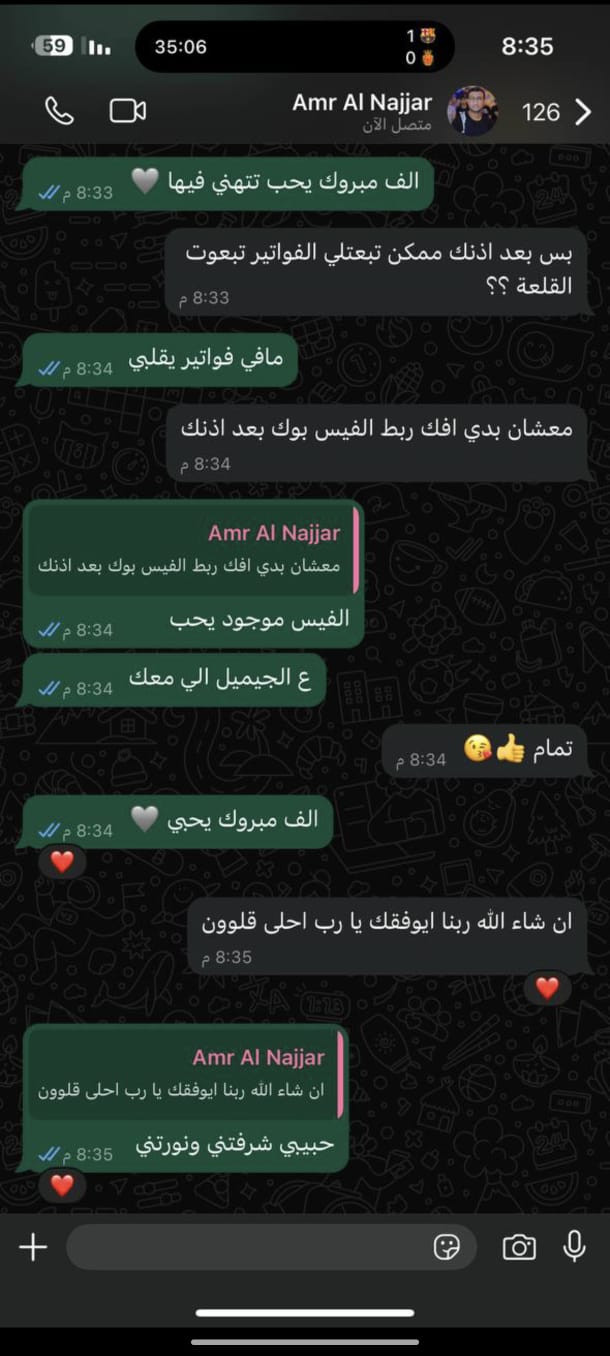 59
35:06
1
0
8:35
Amr Al Najjar
متصل الآن
126
الف مبروك يحب تتهني فيها 🩶
8:33 م
بس بعد اذنك ممكن تبعتلي الفواتير تبعوت
القلعة ؟؟
8:33 م
مافي فواتير يقلبي
8:34 م
معشان بدي افك ربط الفيس بوك بعد اذنك
8:34 م
Amr Al Najjar
معشان بدي افك ربط الفيس بوك بعد اذنك
الفيس موجود يحب
8:34 م
ع الجيميل الي معك
8:34 م
تمام 👍😘
8:34 م
الف مبروك يحبي 🩶
8:34 م
❤️
ان شاء الله ربنا ايوفقك يا رب احلى قلوون
8:35 م
❤️
Amr Al Najjar
ان شاء الله ربنا ايوفقك يا رب احلى قلوون
حبيبي شرفتني ونورتني
8:35 م
❤️